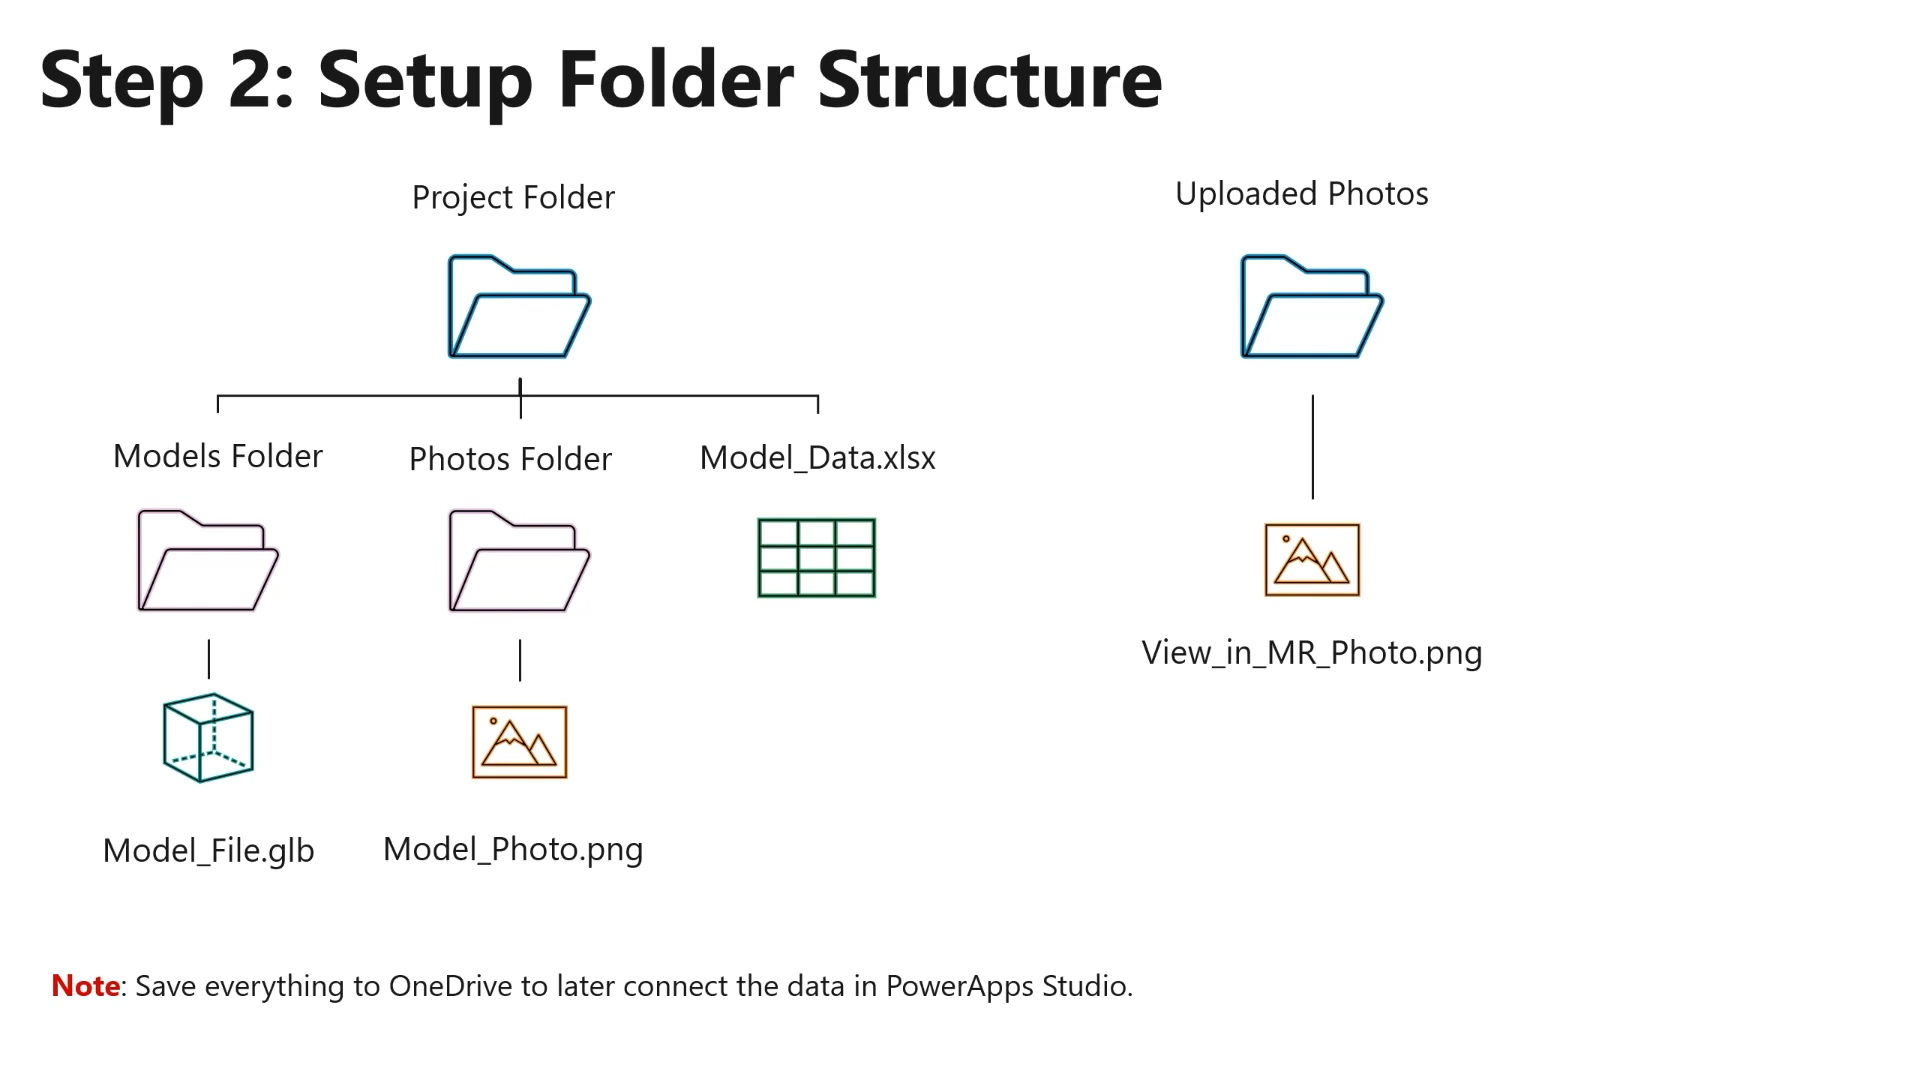 Step 2: Setup Folder Structure
Project Folder
Uploaded Photos
Models Folder
Photos Folder
Model_Data.xlsx
View_in_MR_Photo.png
Model_File.glb
Model_Photo.png
Note: Save everything to OneDrive to later connect the data in PowerApps Studio.